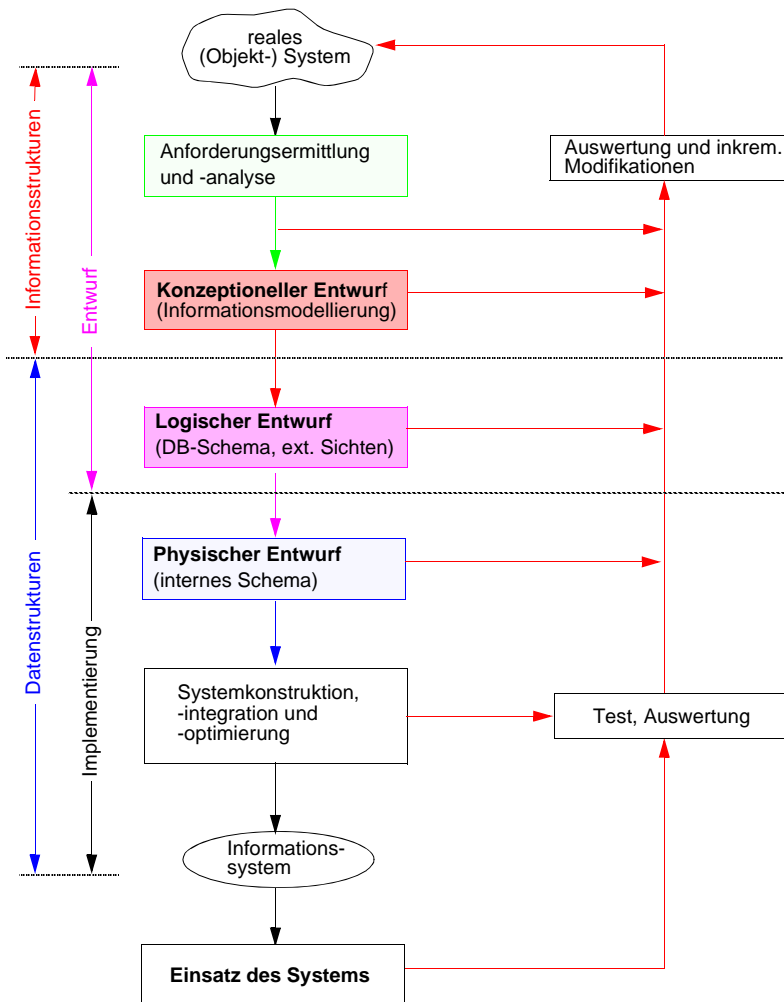 reales
(Objekt-) System
Anforderungsermittlung
und -analyse
Auswertung und inkrem.
Modifikationen
Informationsstrukturen
Entwurf
Konzeptioneller Entwurf
(Informationsmodellierung)
Logischer Entwurf
(DB-Schema, ext. Sichten)
Physischer Entwurf
(internes Schema)
Datenstrukturen
Implementierung
Systemkonstruktion,
-integration und
-optimierung
Test, Auswertung
Informations-
system
Einsatz des Systems